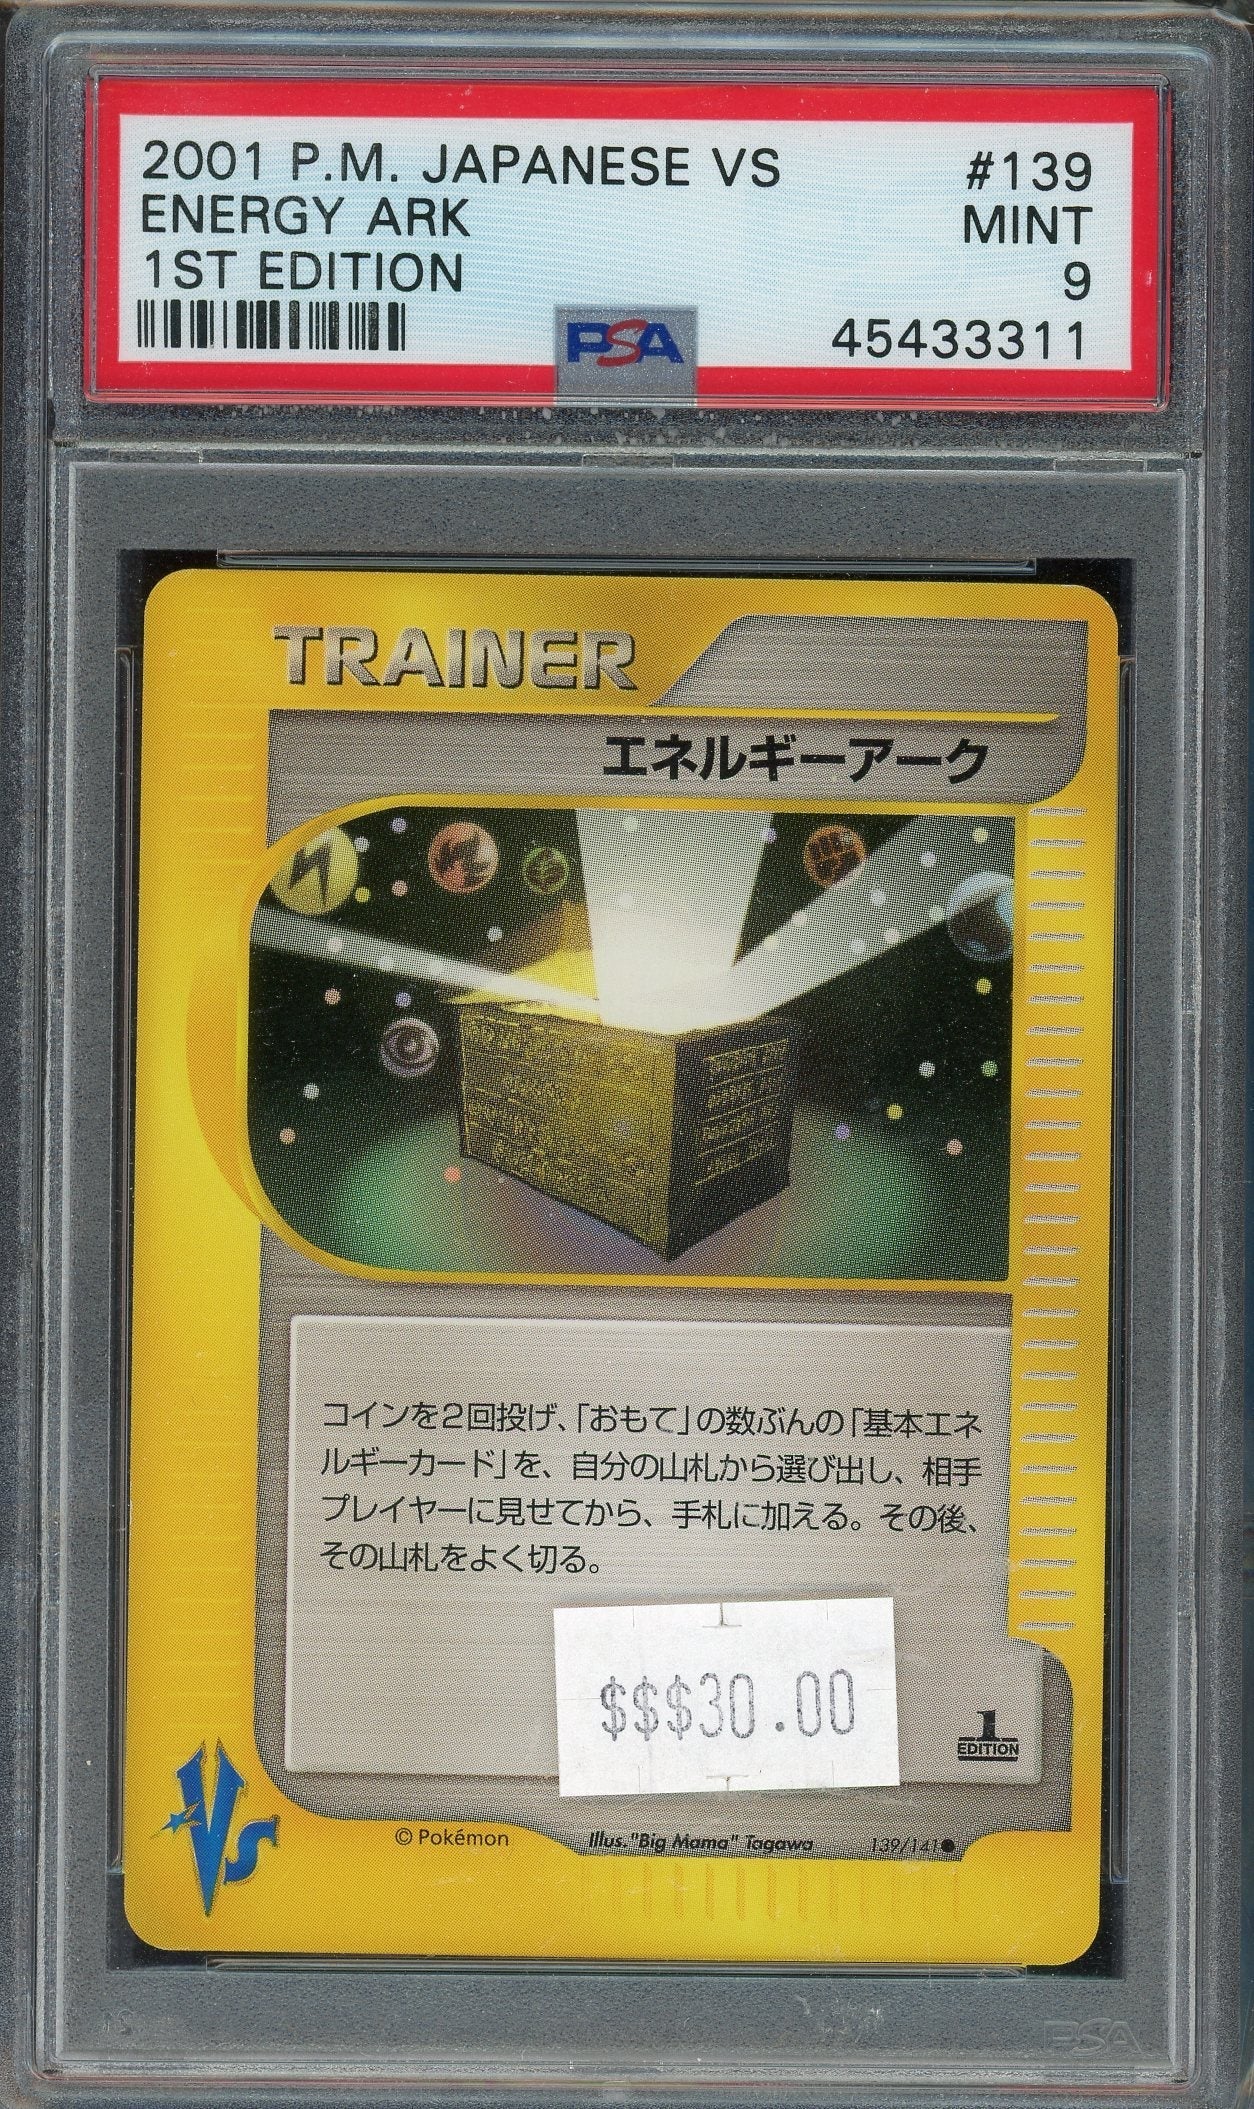 2001 P.M. JAPANESE VS #139
ENERGY ARK MINT
1ST EDITION 9
PSA 45433311
TRAINER
エネルギーアーク
コインを2回投げ、「おもて」の数ぶんの「基本エネ
ルギーカード」を、自分の山札から選び出し、相手
プレイヤーに見せてから、手札に加える。その後、
その山札をよく切る。
$$$30.00
1
EDITION
Vs
© Pokémon Illus."Big Mama" Tagawa 139/141●
PSA